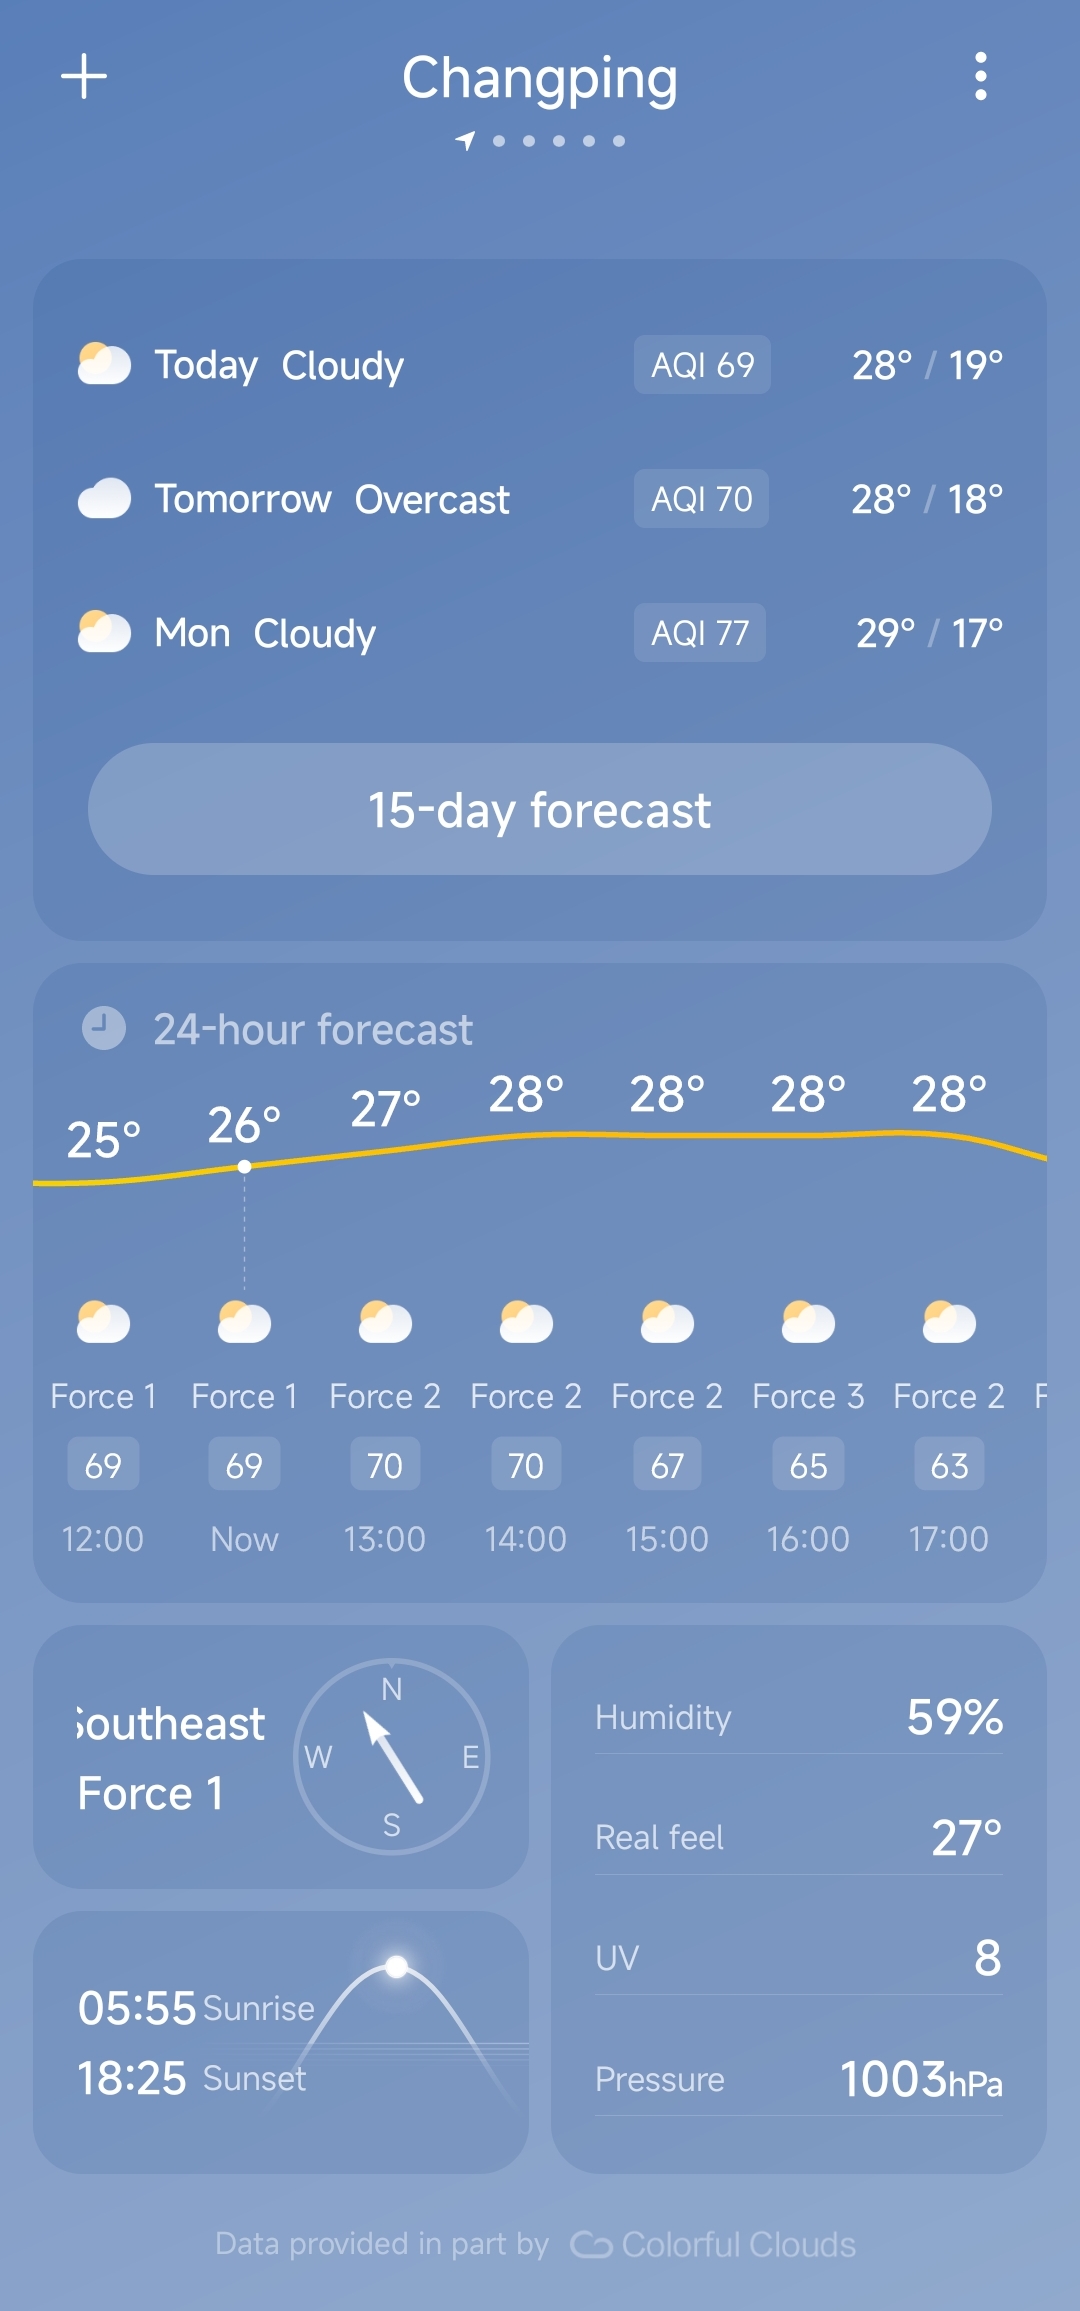 Changping
Today Cloudy AQI 69 28° / 19°
Tomorrow Overcast AQI 70 28° / 18°
Mon Cloudy AQI 77 29° / 17°
15-day forecast
24-hour forecast
25° 26° 27° 28° 28° 28° 28°
Force 1 Force 1 Force 2 Force 2 Force 2 Force 3 Force 2 F
69 69 70 70 67 65 63
12:00 Now 13:00 14:00 15:00 16:00 17:00
Southeast
Force 1
N
W E
S
05:55 Sunrise
18:25 Sunset
Humidity 59%
Real feel 27°
UV 8
Pressure 1003hPa
Data provided in part by Colorful Clouds